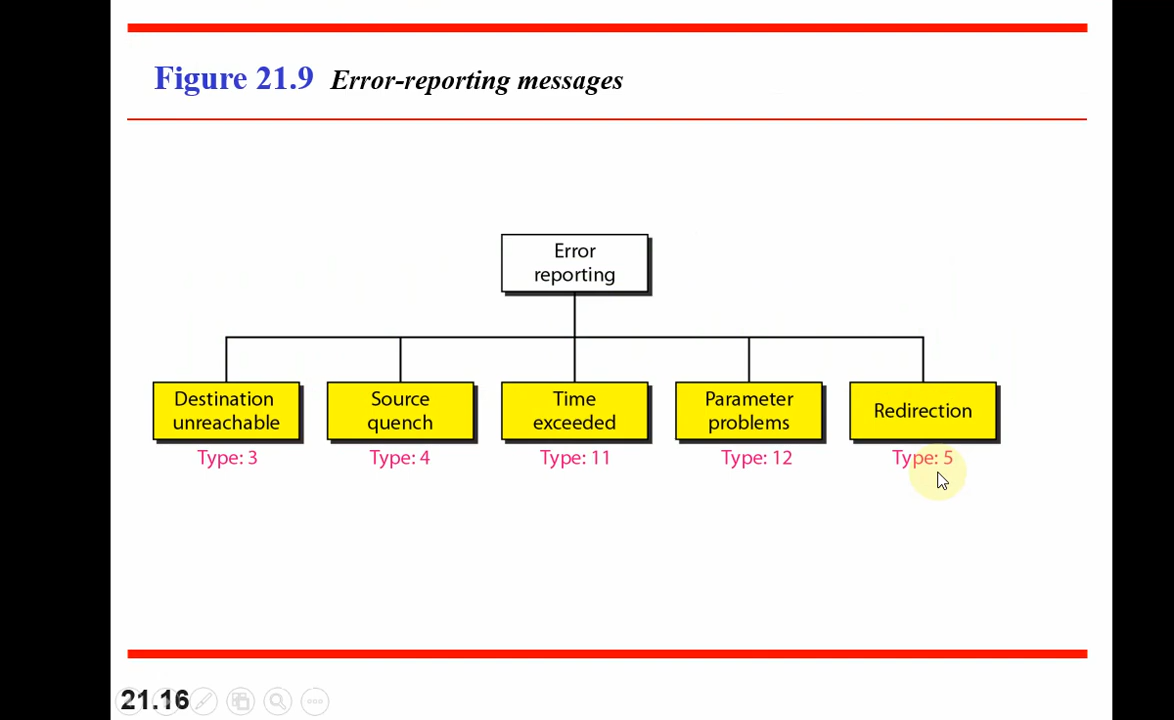 Figure 21.9 Error-reporting messages
Error
reporting
Destination
unreachable
Type: 3
Source
quench
Type: 4
Time
exceeded
Type: 11
Parameter
problems
Type: 12
Redirection
Type: 5
21.16